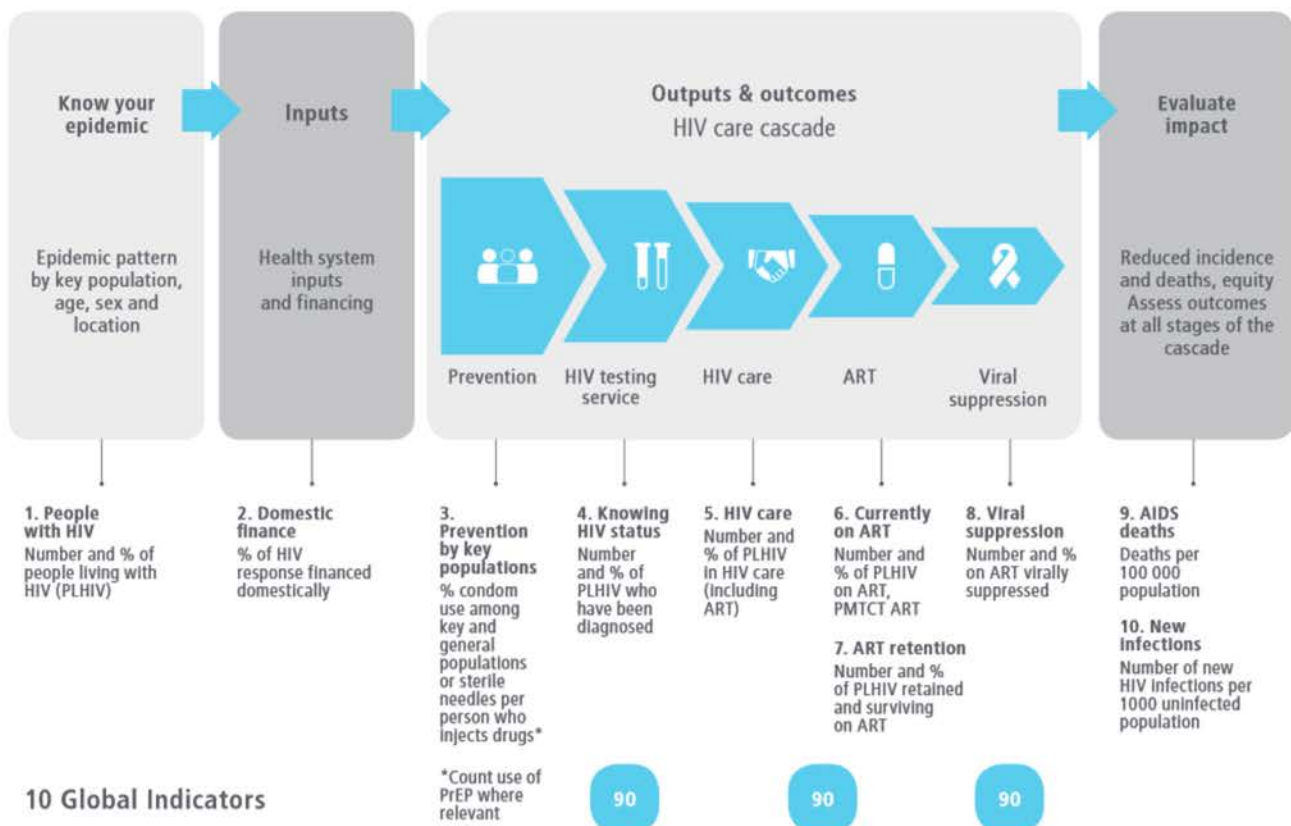 Know your
epidemic
Epidemic pattern
by key population,
age, sex and
location
Inputs
Health system
inputs
and financing
Outputs & outcomes
HIV care cascade
Prevention
HIV testing
service
HIV care
ART
Viral
suppression
Evaluate
impact
Reduced incidence
and deaths, equity
Assess outcomes
at all stages of the
cascade
1. People
with HIV
Number and % of
people living with
HIV (PLHIV)
2. Domestic
finance
% of HIV
response financed
domestically
3.
Prevention
by key
populations
% condom
use among
key and
general
populations
or sterile
needles per
person who
injects drugs*
*Count use of
PrEP where
relevant
4. Knowing
HIV status
Number
and % of
PLHIV who
have been
diagnosed
5. HIV care
Number and
% of PLHIV
in HIV care
(including
ART)
6. Currently
on ART
Number and
% of PLHIV
on ART,
PMTCT ART
7. ART retention
Number and %
of PLHIV retained
and surviving
on ART
8. Viral
suppression
Number and %
on ART virally
suppressed
9. AIDS
deaths
Deaths per
100 000
population
10. New
infections
Number of new
HIV infections per
1000 uninfected
population
10 Global Indicators
90
90
90